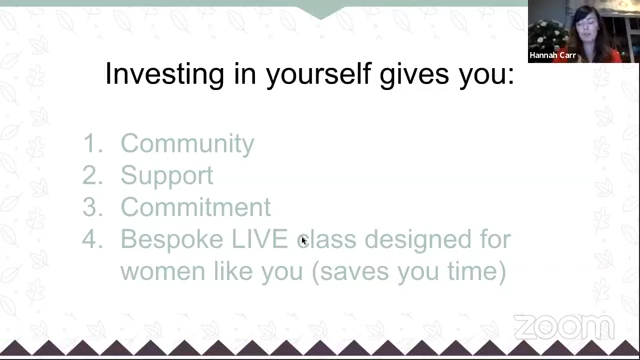 Hannah Carr
Investing in yourself gives you:
1. Community
2. Support
3. Commitment
4. Bespoke LIVE class designed for
women like you (saves you time)
zoom